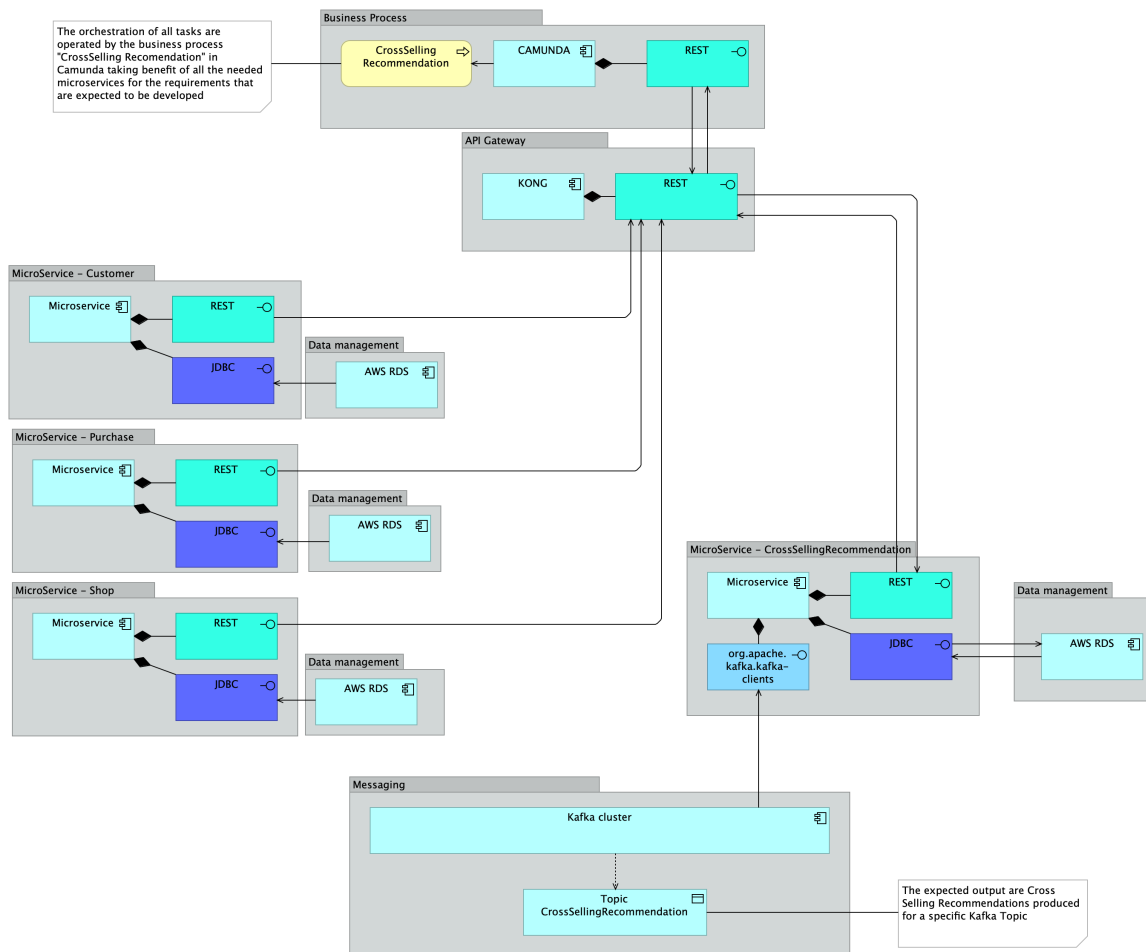 The orchestration of all tasks are
operated by the business process
"CrossSelling Recomendation" in
Camunda taking benefit of all the needed
microservices for the requirements that
are expected to be developed
Business Process
CrossSelling
Recommendation
CAMUNDA
REST
API Gateway
KONG
REST
MicroService - Customer
Microservice
REST
JDBC
Data management
AWS RDS
MicroService - Purchase
Microservice
REST
JDBC
Data management
AWS RDS
MicroService - Shop
Microservice
REST
JDBC
Data management
AWS RDS
MicroService - CrossSellingRecommendation
Microservice
REST
org.apache.
kafka.kafka-
clients
JDBC
Data management
AWS RDS
Messaging
Kafka cluster
Topic
CrossSellingRecommendation
The expected output are Cross
Selling Recommendations produced
for a specific Kafka Topic